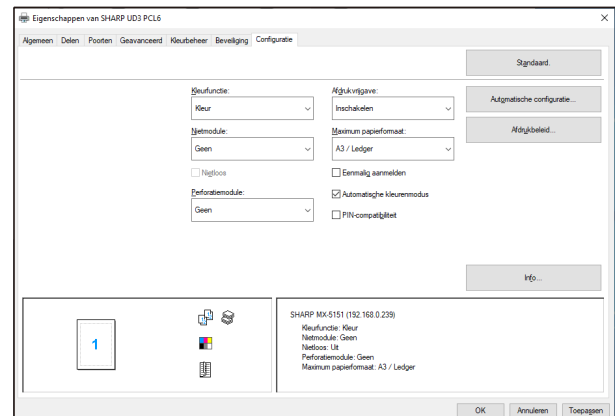 Eigenschappen van SHARP UD3 PCL6
Algemeen Delen Poorten Geavanceerd Kleurbeheer Beveiliging Configuratie
Standaard.
Kleurfunctie: Afdrukvrijgave:
Kleur Inschakelen
Automatische configuratie...
Nietmodule: Maximum papierformaat:
Geen A3 / Ledger
Afdrukbeleid...
Nietloos Eenmalig aanmelden
Perforatiemodule: Automatische kleurenmodus
Geen PIN-compatibiliteit
Info...
1
SHARP MX-5151 (192.168.0.239)
Kleurfunctie: Kleur
Nietmodule: Geen
Nietloos: Uit
Perforatiemodule: Geen
Maximum papierformaat: A3 / Ledger
OK Annuleren Toepassen